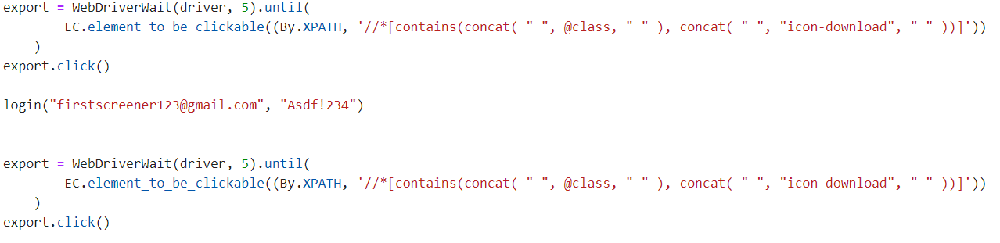 export = WebDriverWait(driver, 5).until(
        EC.element_to_be_clickable((By.XPATH, '//*[contains(concat( " ", @class, " " ), concat( " ", "icon-download", " " ))]'))
    )
export.click()

login("firstscreener123@gmail.com", "Asdf!234")


export = WebDriverWait(driver, 5).until(
        EC.element_to_be_clickable((By.XPATH, '//*[contains(concat( " ", @class, " " ), concat( " ", "icon-download", " " ))]'))
    )
export.click()